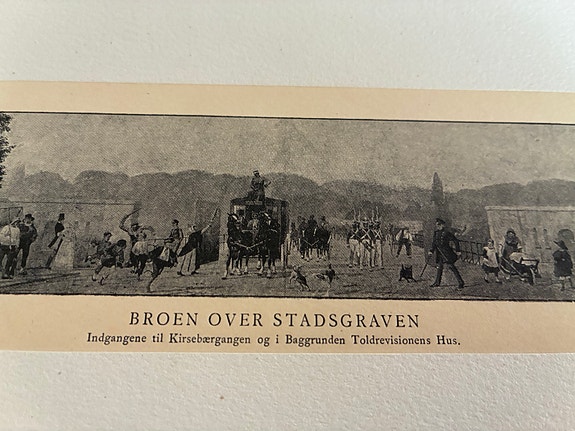 BROEN OVER STADSGRAVEN
Indgangene til Kirsebærgangen og i Baggrunden Toldrevisionens Hus.